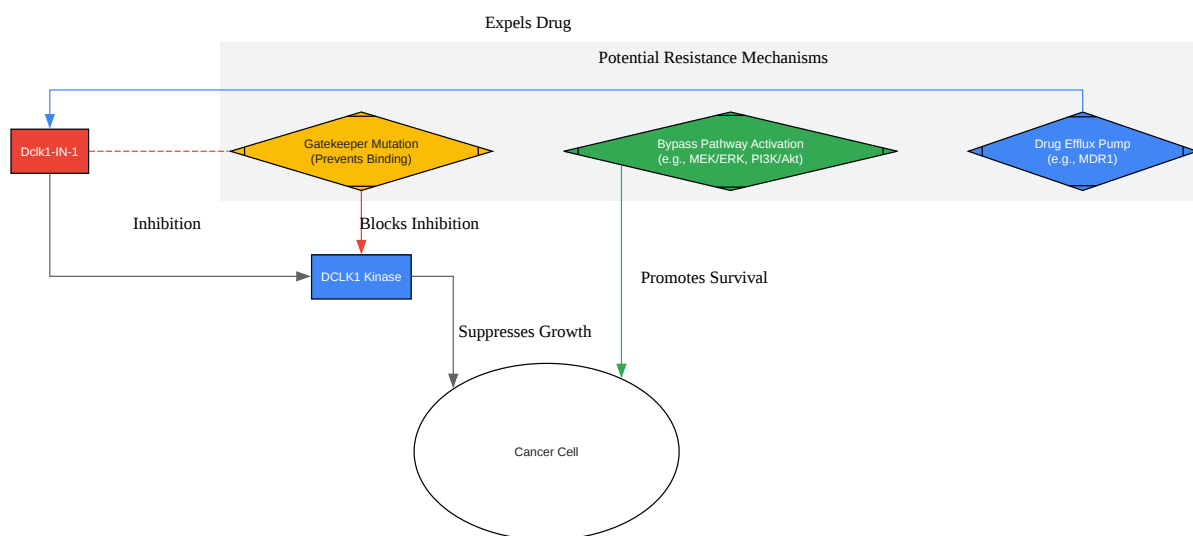 Expels Drug
Potential Resistance Mechanisms
Dclk1-IN-1
Gatekeeper Mutation
(Prevents Binding)
Bypass Pathway Activation
(e.g., MEK/ERK, PI3K/Akt)
Drug Efflux Pump
(e.g., MDR1)
Inhibition
Blocks Inhibition
DCLK1 Kinase
Promotes Survival
Suppresses Growth
Cancer Cell